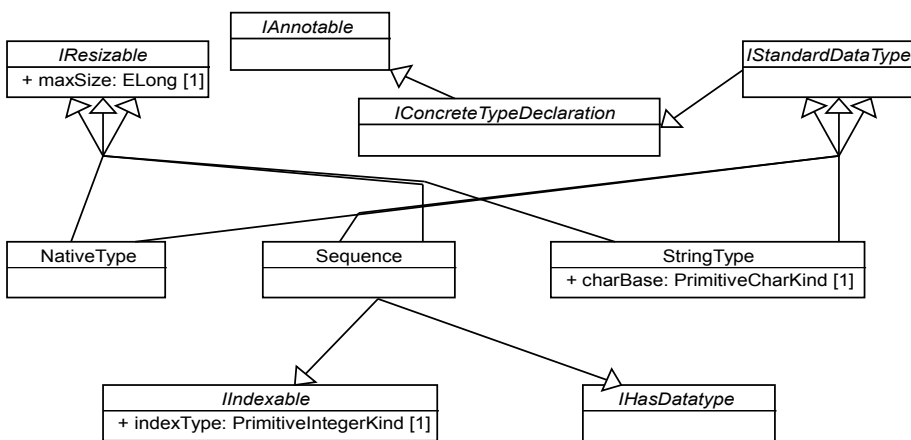 IAnnotable
IResizable
IStandardDataType
+ maxSize: ELong [1]
IConcreteTypeDeclaration
NativeType
Sequence
StringType
+ charBase: PrimitiveCharKind [1]
IIndexable
IHasDatatype
+ indexType: PrimitiveIntegerKind [1]